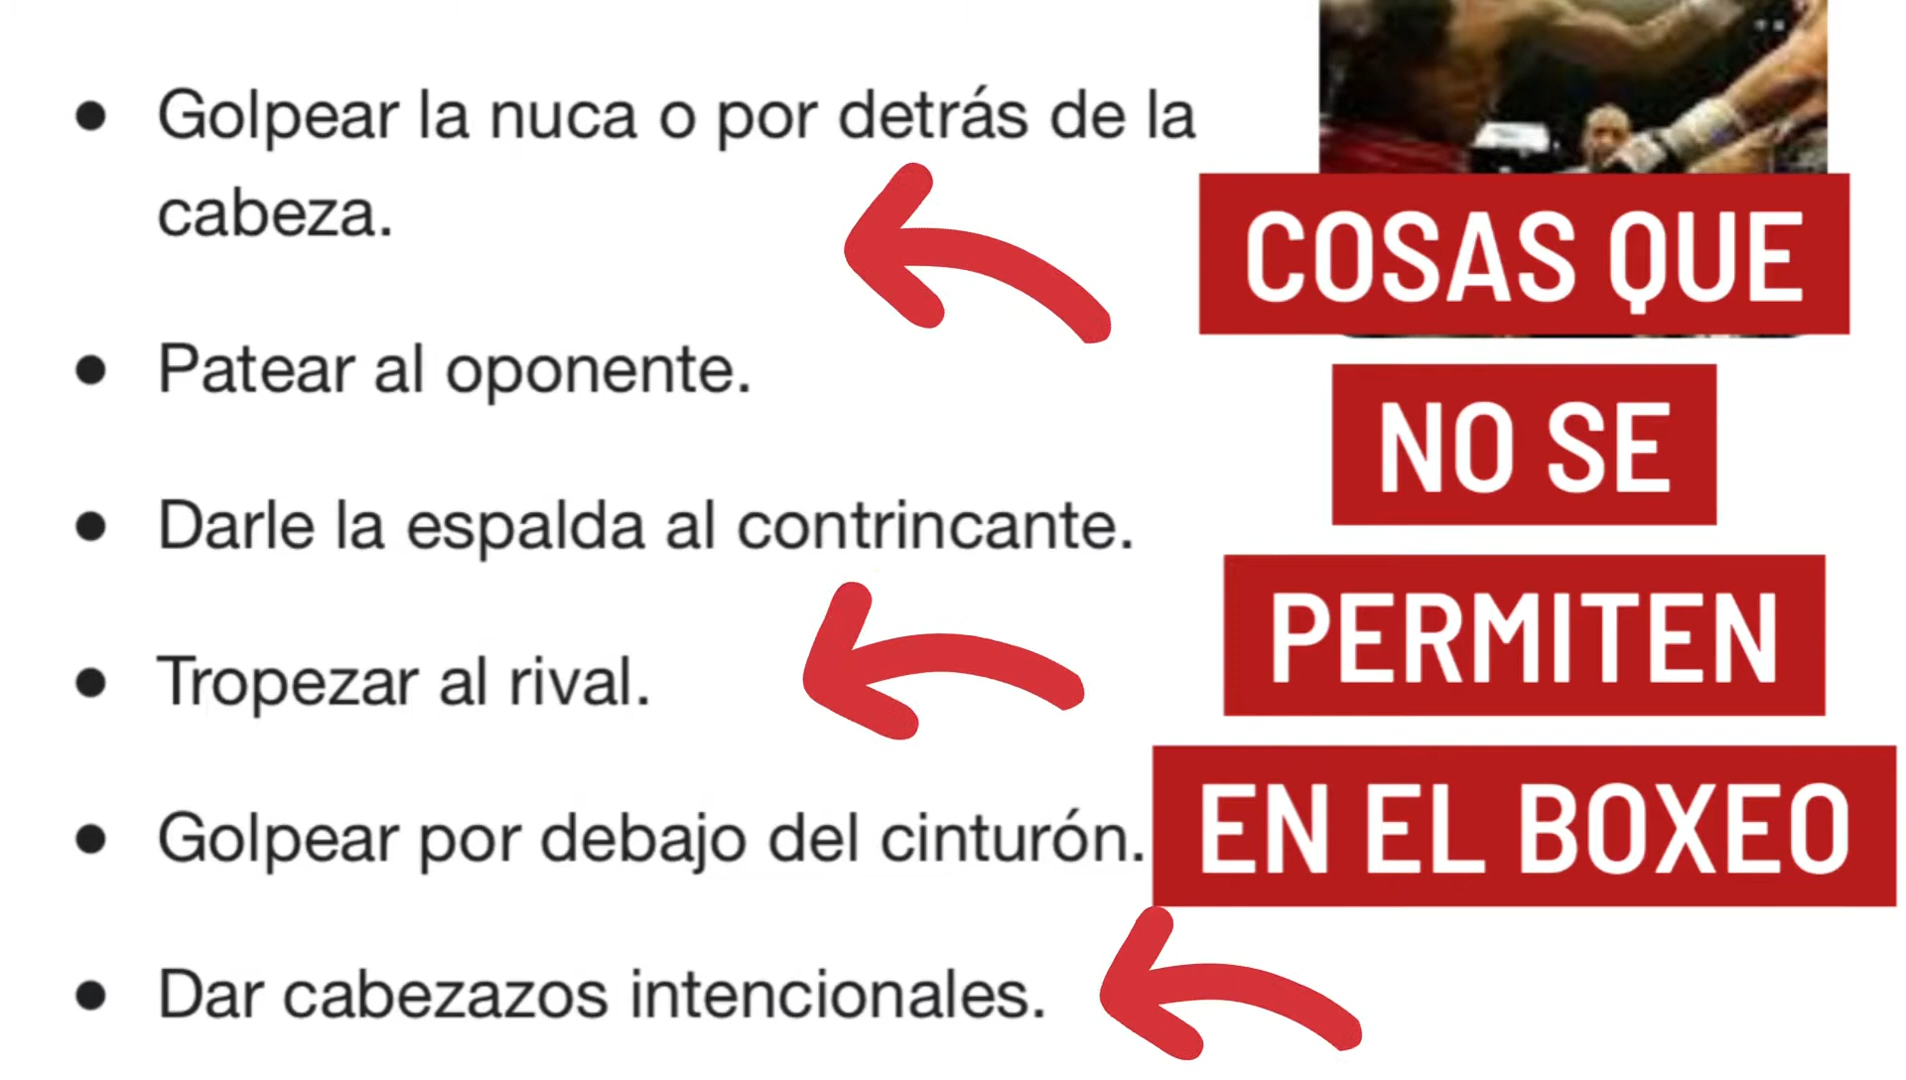 Golpear la nuca o por detrás de la
cabeza.
Patear al oponente.
Darle la espalda al contrincante.
Tropezar al rival.
Golpear por debajo del cinturón.
Dar cabezazos intencionales.
COSAS QUE
NO SE
PERMITEN
EN EL BOXEO